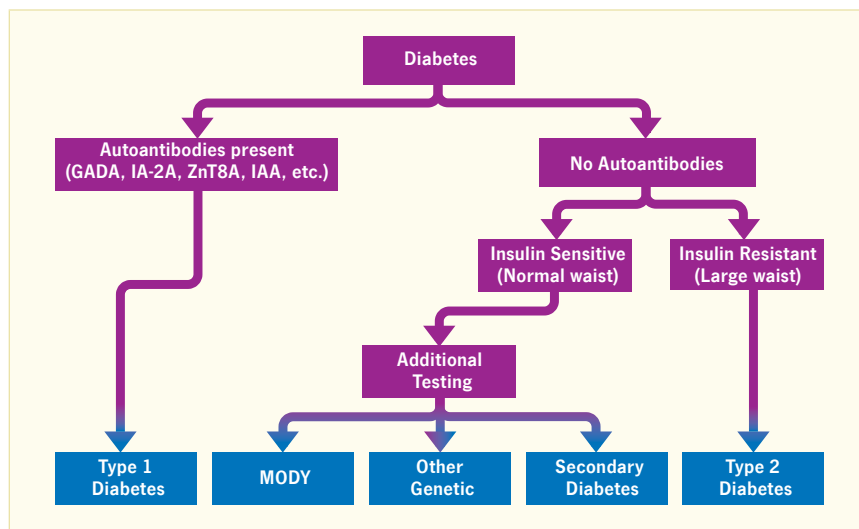 Diabetes
Autoantibodies present
(GADA, IA-2A, ZnT8A, IAA, etc.)
No Autoantibodies
Insulin Sensitive
(Normal waist)
Insulin Resistant
(Large waist)
Additional
Testing
Type 1
Diabetes
MODY
Other
Genetic
Secondary
Diabetes
Type 2
Diabetes